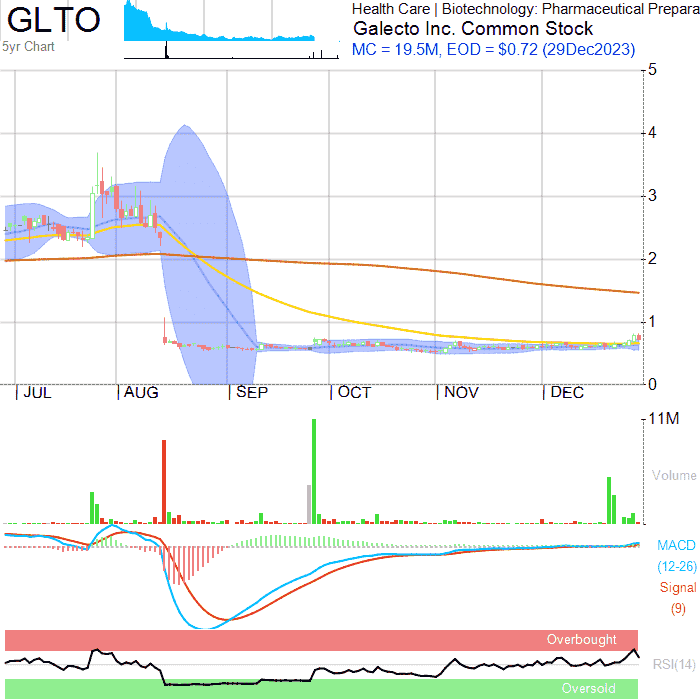 GLTO
5yr Chart
Health Care | Biotechnology: Pharmaceutical Prepara
Galecto Inc. Common Stock
MC = 19.5M, EOD = $0.72 (29Dec2023)
5
4
3
2
1
0
JUL
AUG
SEP
OCT
NOV
DEC
11M
Volume
MACD
(12-26)
Signal
(9)
Overbought
RSI(14)
Oversold